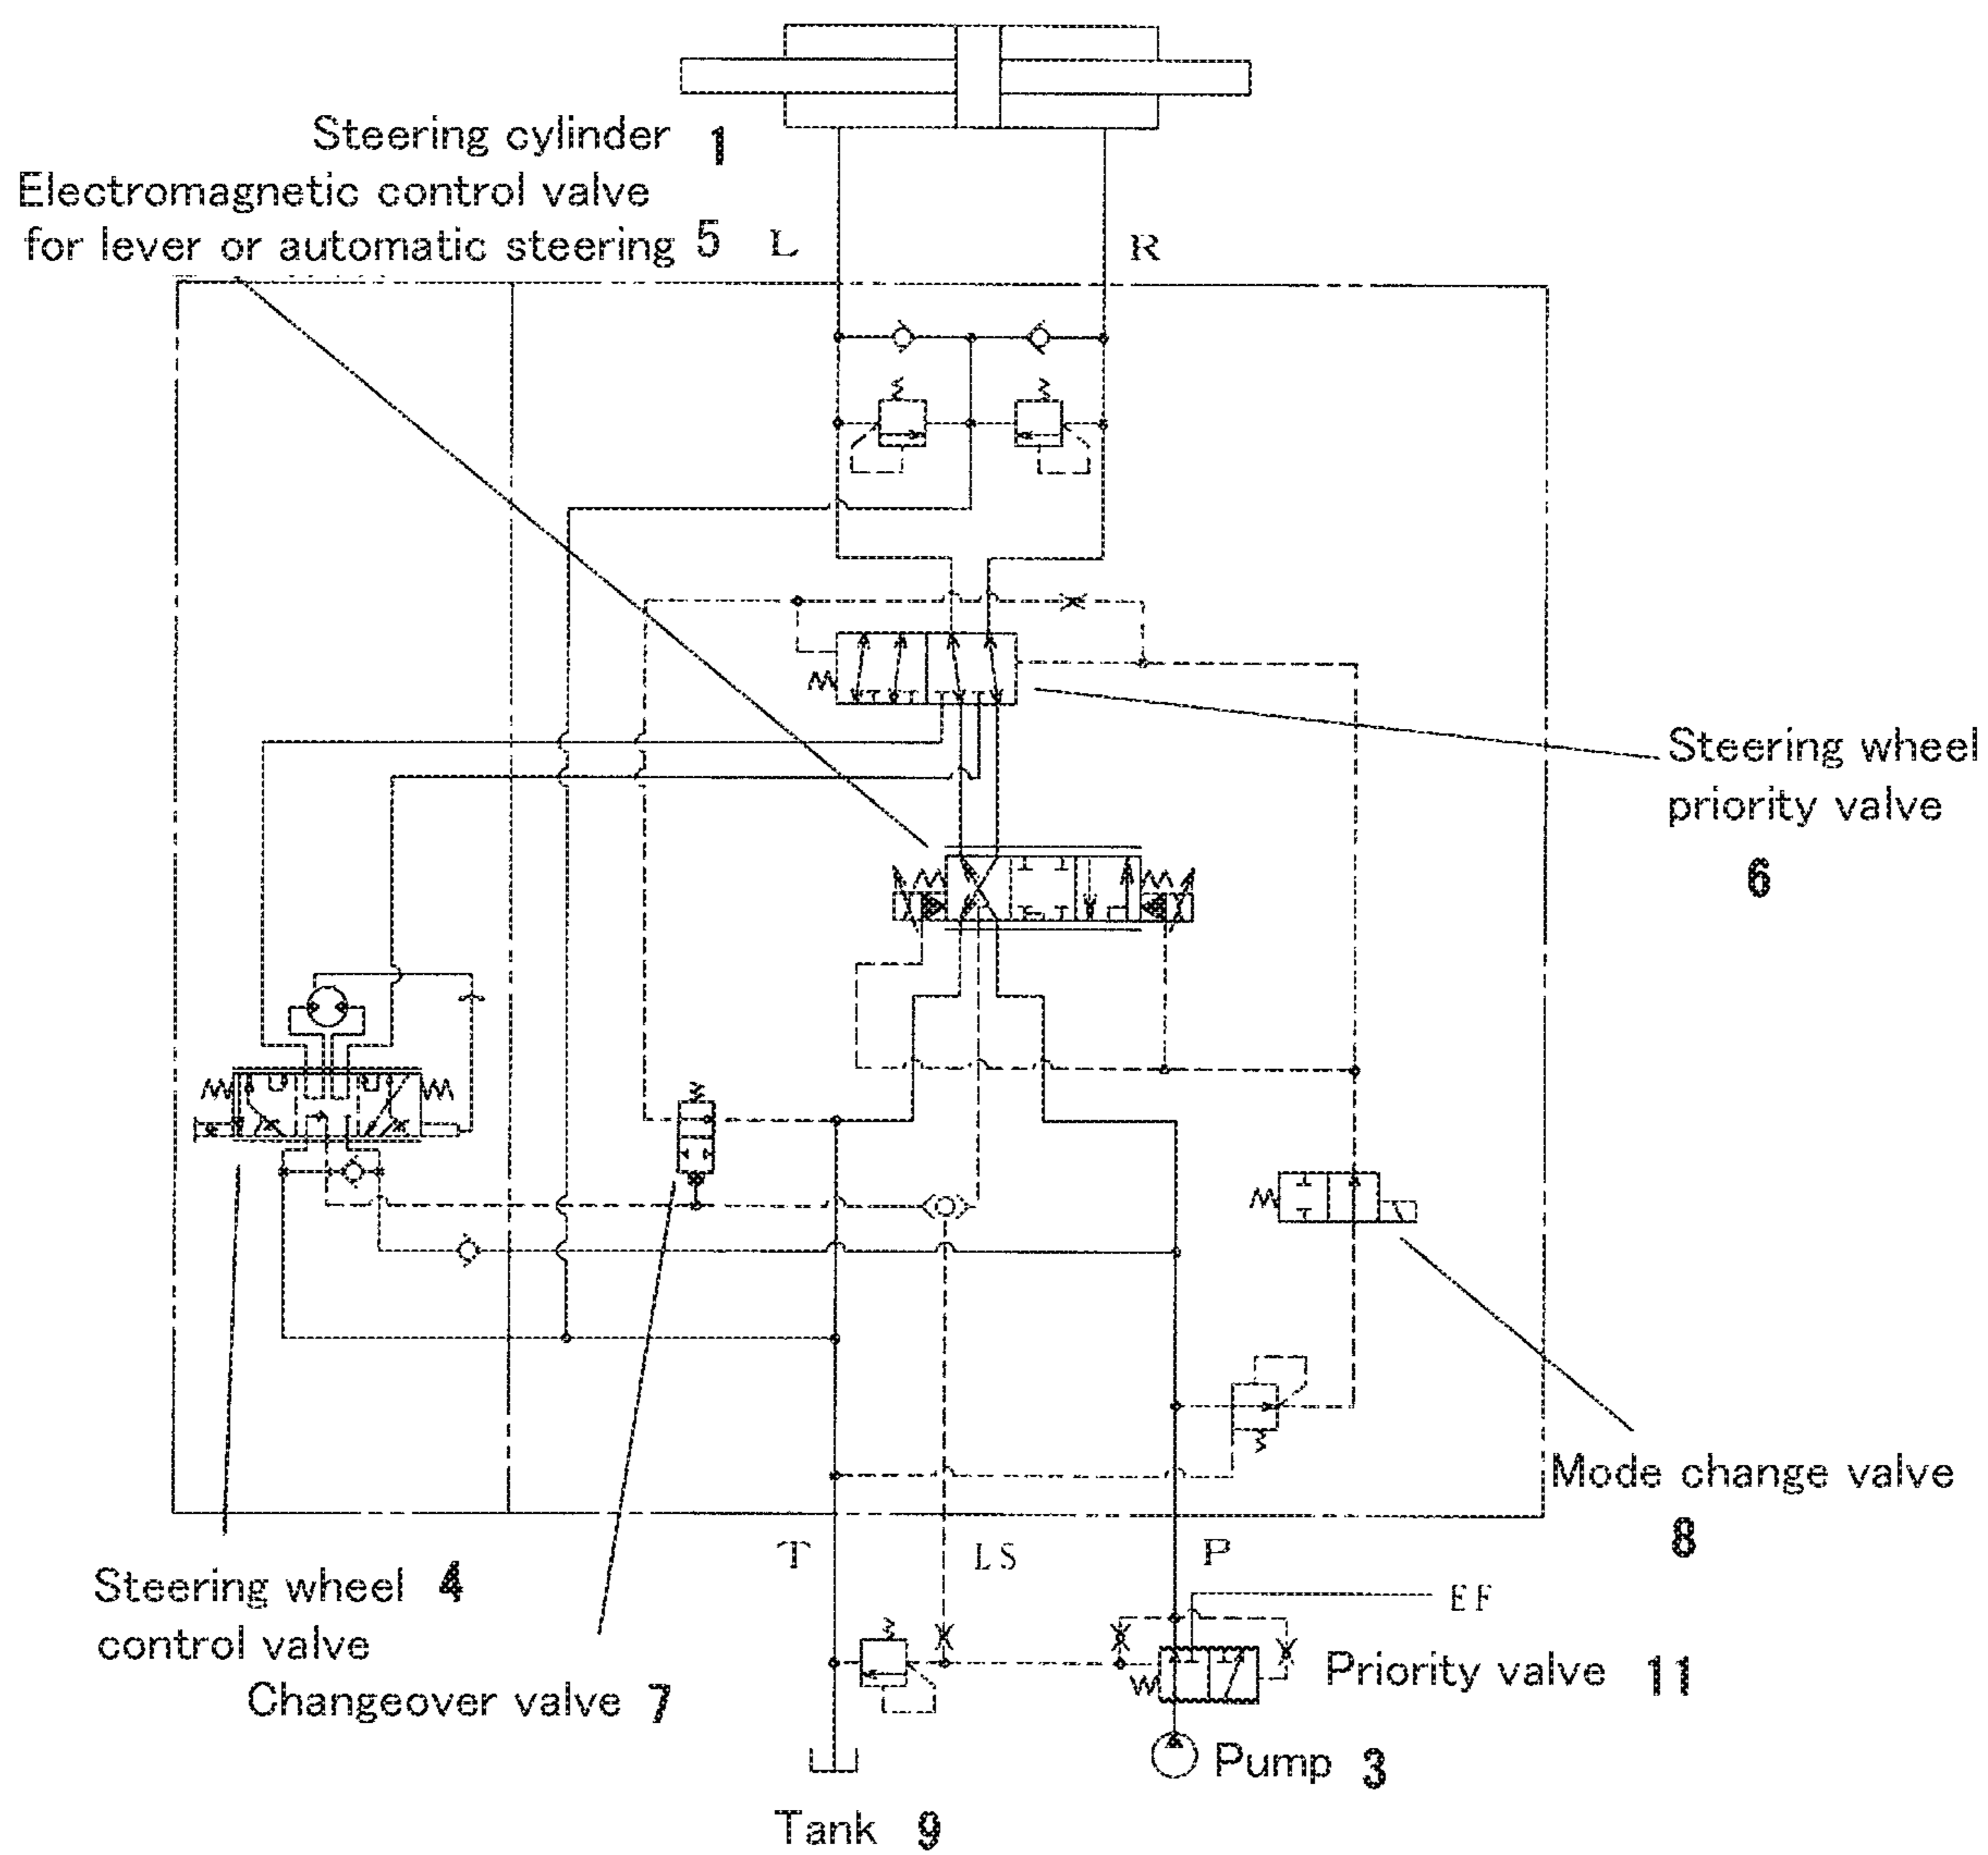 Steering cylinder 1
Electromagnetic control valve
for lever or automatic steering 5
L
R
Steering wheel
priority valve
6
Mode change valve
8
T
LS
P
Steering wheel 4
control valve
EF
Priority valve 11
Changeover valve 7
Pump 3
Tank 9